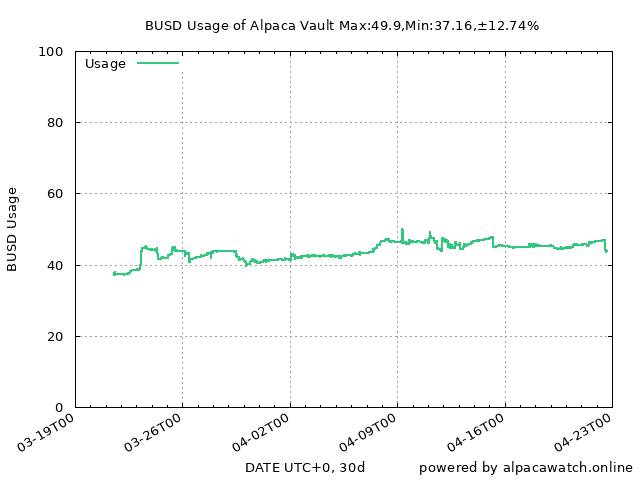 BUSD Usage of Alpaca Vault Max:49.9,Min:37.16,±12.74%
100
Usage
80
60
BUSD Usage
40
20
0
03-19T00
03-26T00
04-02T00
04-09T00
04-16T00
04-23T00
DATE UTC+0, 30d
powered by alpacawatch.online